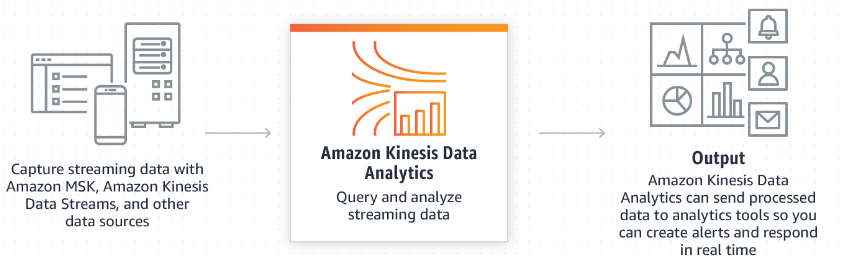 Capture streaming data with
Amazon MSK, Amazon Kinesis
Data Streams, and other
data sources
Amazon Kinesis Data
Analytics
Query and analyze
streaming data
Output
Amazon Kinesis Data
Analytics can send processed
data to analytics tools so you
can create alerts and respond
in real time